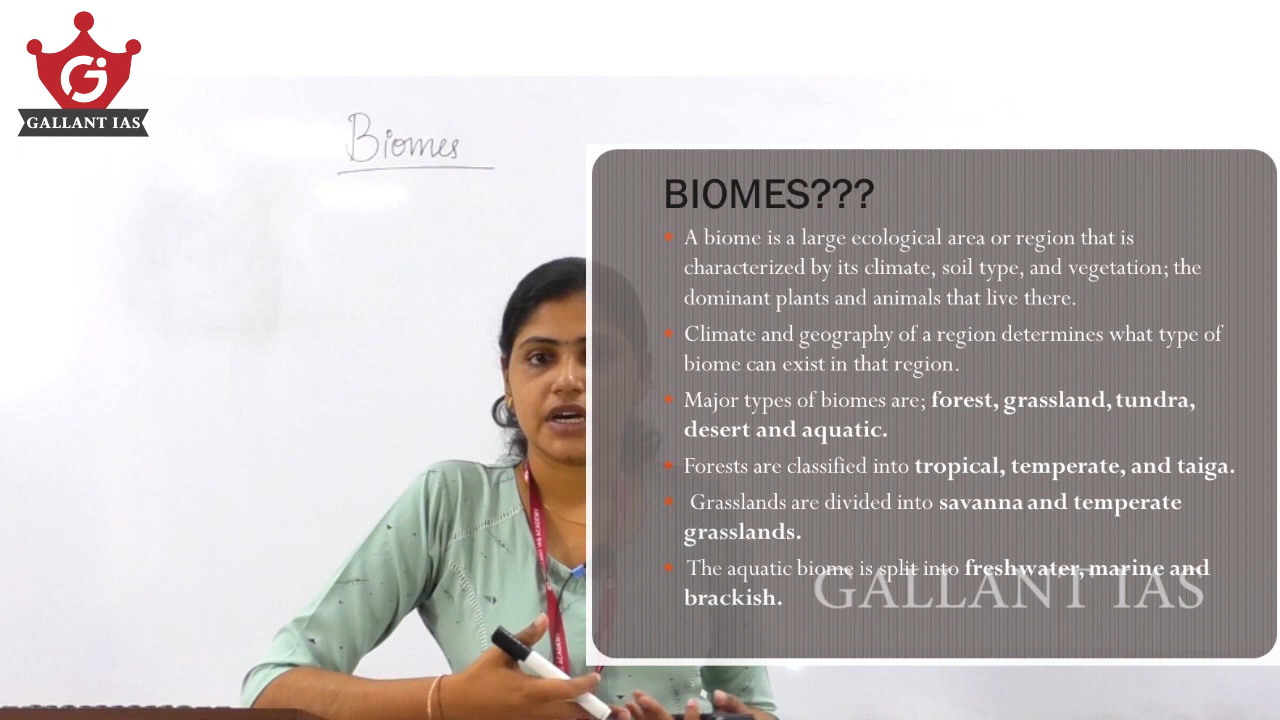 GALLANT IAS
Biomes
BIOMES???
A biome is a large ecological area or region that is
characterized by its climate, soil type, and vegetation; the
dominant plants and animals that live there.
Climate and geography of a region determines what type of
biome can exist in that region.
Major types of biomes are; forest, grassland, tundra,
desert and aquatic.
Forests are classified into tropical, temperate, and taiga.
Grasslands are divided into savanna and temperate
grasslands.
The aquatic biome is split into freshwater, marine and
brackish.
GALLANT IAS